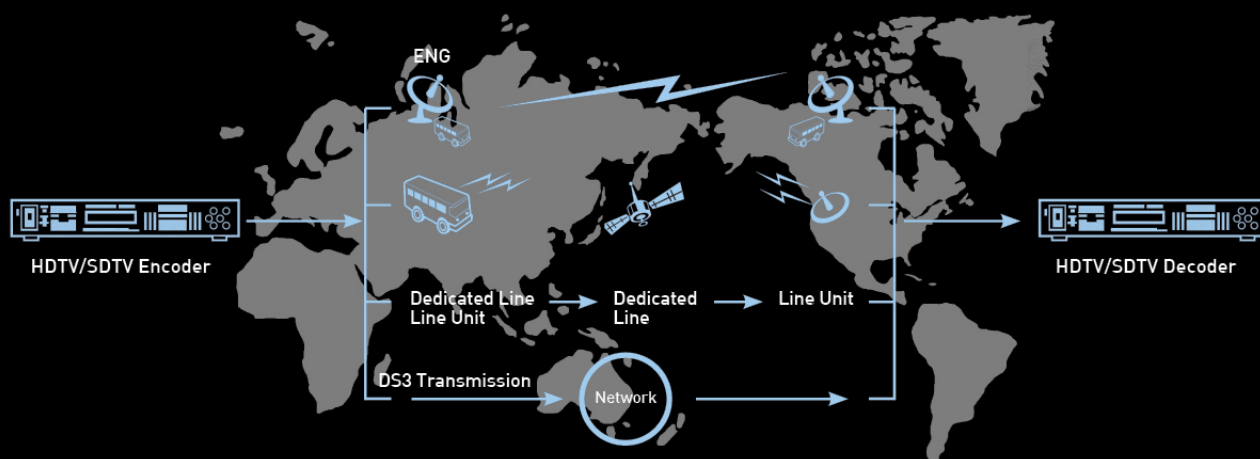 ENG
HDTV/SDTV Encoder
HDTV/SDTV Decoder
Dedicated Line
Line Unit
Dedicated
Line
Line Unit
DS3 Transmission
Network